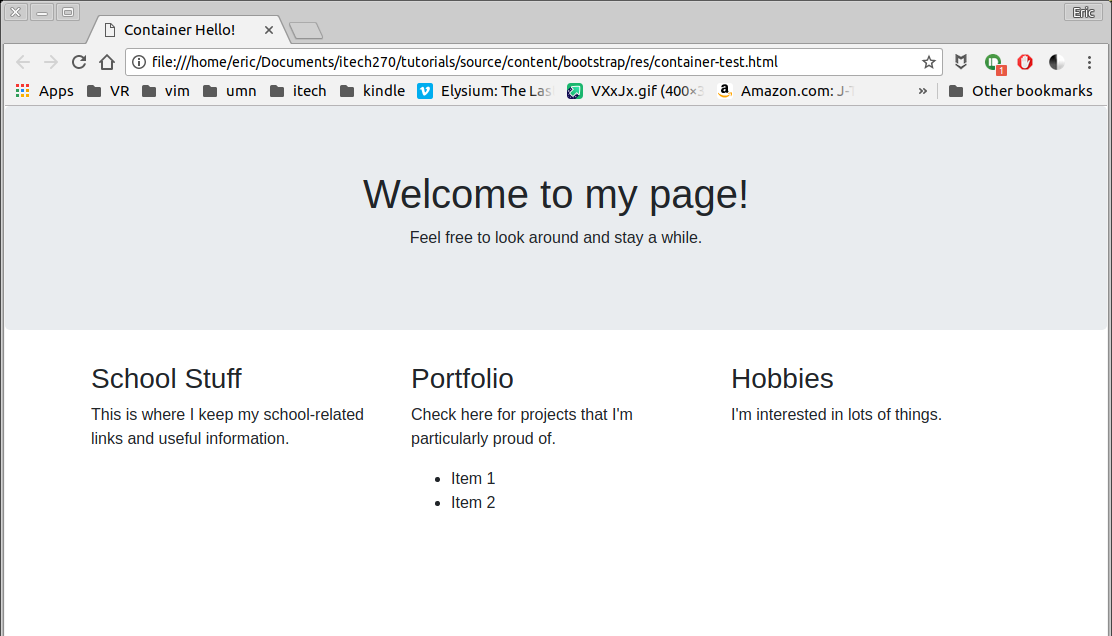 Eric
Container Hello!
file:///home/eric/Documents/itech270/tutorials/source/content/bootstrap/res/container-test.html
1
Apps VR vim umn itech kindle Elysium: The Las VXxJx.gif (400×3 Amazon.com: J-T » Other bookmarks
Welcome to my page!
Feel free to look around and stay a while.
School Stuff
This is where I keep my school-related
links and useful information.
Portfolio
Check here for projects that I'm
particularly proud of.
• Item 1
• Item 2
Hobbies
I'm interested in lots of things.